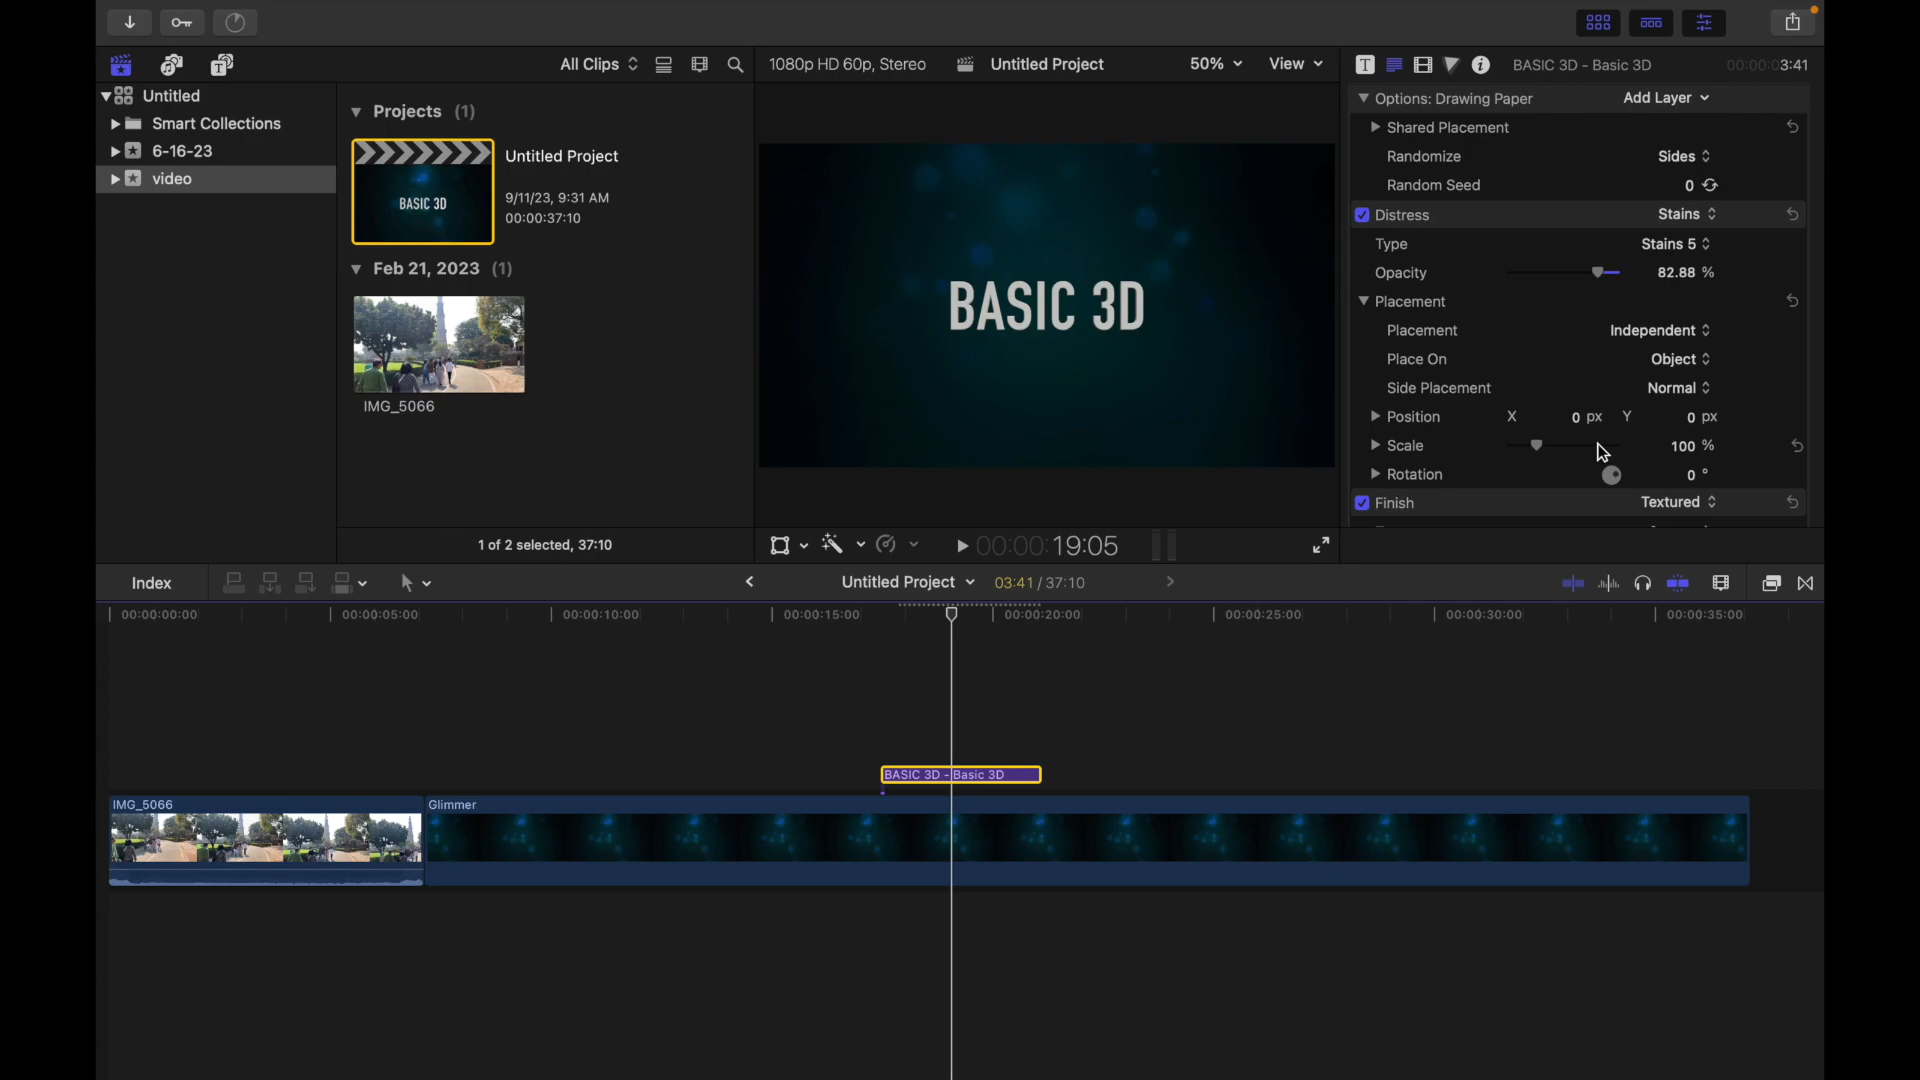 All Clips
1080p HD 60p, Stereo
Untitled Project
50%
View
BASIC 3D - Basic 3D
00:00:03:41
Untitled
Smart Collections
6-16-23
video
Projects (1)
BASIC 3D
Untitled Project
9/11/23, 9:31 AM
00:00:37:10
Feb 21, 2023 (1)
IMG_5066
1 of 2 selected, 37:10
BASIC 3D
00:00:19:05
Options: Drawing Paper
Add Layer
Shared Placement
Randomize
Sides
Random Seed
0
Distress
Stains
Type
Stains 5
Opacity
82.88 %
Placement
Placement
Independent
Place On
Object
Side Placement
Normal
Position
X
0 px
Y
0 px
Scale
100 %
Rotation
0 °
Finish
Textured
Index
Untitled Project
03:41 / 37:10
00:00:00:00
00:00:05:00
00:00:10:00
00:00:15:00
00:00:20:00
00:00:25:00
00:00:30:00
00:00:35:00
BASIC 3D - Basic 3D
IMG_5066
Glimmer